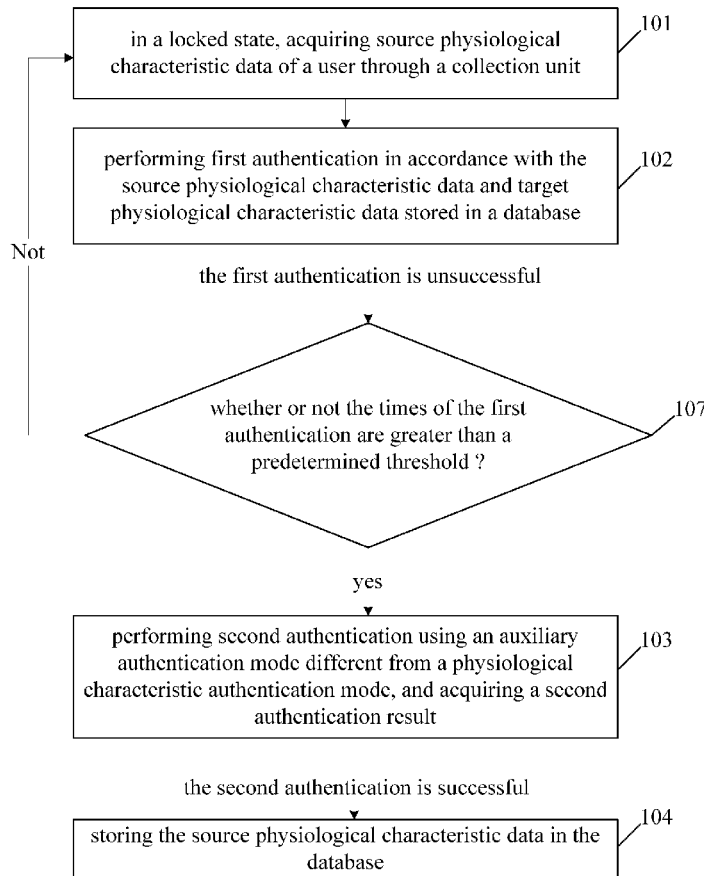 in a locked state, acquiring source physiological
characteristic data of a user through a collection unit
101
performing first authentication in accordance with the
source physiological characteristic data and target
physiological characteristic data stored in a database
102
Not
the first authentication is unsuccessful
whether or not the times of the first
authentication are greater than a
predetermined threshold ?
107
yes
performing second authentication using an auxiliary
authentication mode different from a physiological
characteristic authentication mode, and acquiring a second
authentication result
103
the second authentication is successful
storing the source physiological characteristic data in the
database
104